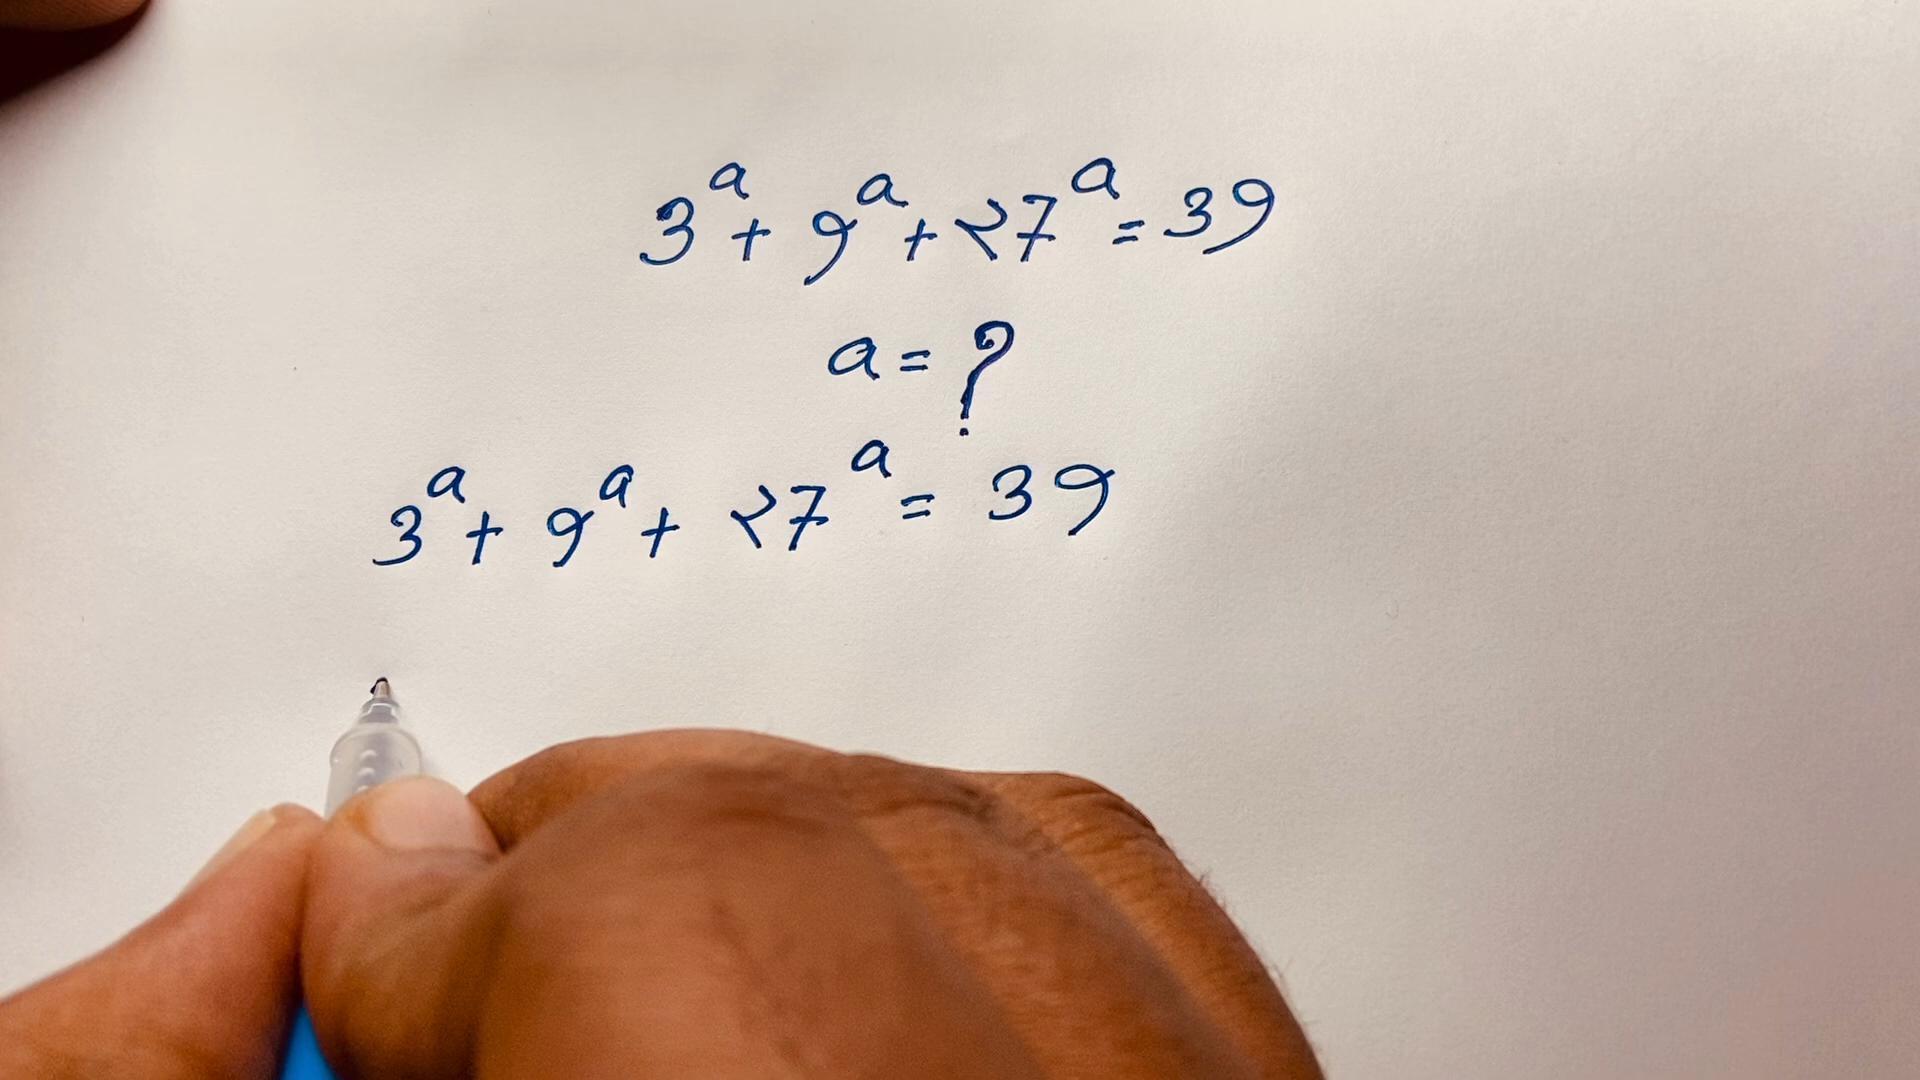 3^a + 9^a + 27^a = 39
a = ?
3^a + 9^a + 27^a = 39